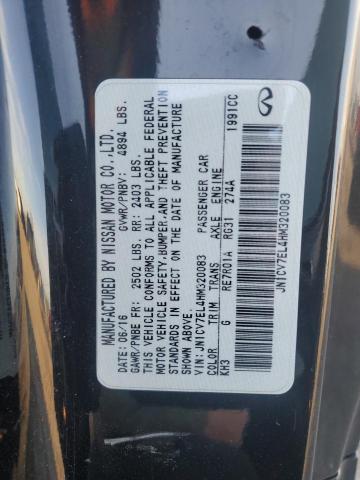 MANUFACTURED BY NISSAN MOTOR CO.,LTD.
DATE: 06/16 GVWR/PNBV: 4894 LBS.
GAWR/PNBE FR: 2502 LBS. RR: 2403 LBS.
THIS VEHICLE CONFORMS TO ALL APPLICABLE FEDERAL
MOTOR VEHICLE SAFETY,BUMPER,AND THEFT PREVENTION
STANDARDS IN EFFECT ON THE DATE OF MANUFACTURE
SHOWN ABOVE.
VIN: JN1CV7EL4HM320083 PASSENGER CAR
COLOR TRIM TRANS AXLE ENGINE
KH3 G RE7R01A RG31 274A 1991CC
JN1CV7EL4HM320083